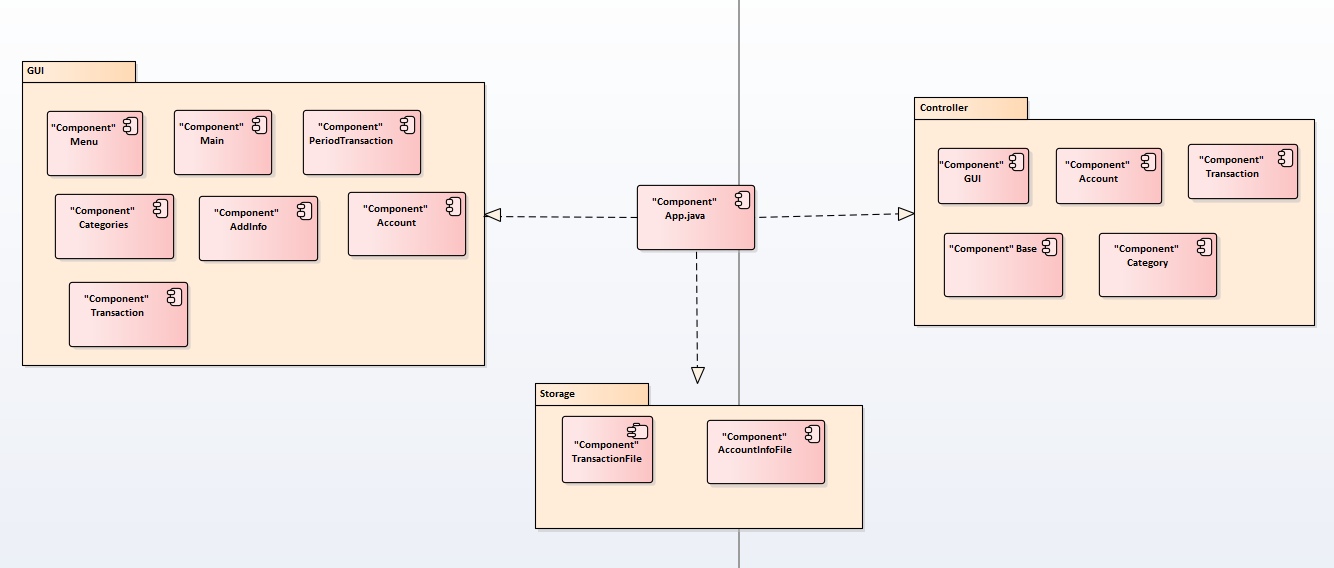 GUI
"Component"
Menu
"Component"
Main
"Component"
PeriodTransaction
"Component"
Categories
"Component"
AddInfo
"Component"
Account
"Component"
Transaction
"Component"
App.java
Controller
"Component"
GUI
"Component"
Account
"Component"
Transaction
"Component" Base
"Component"
Category
Storage
"Component"
TransactionFile
"Component"
AccountInfoFile